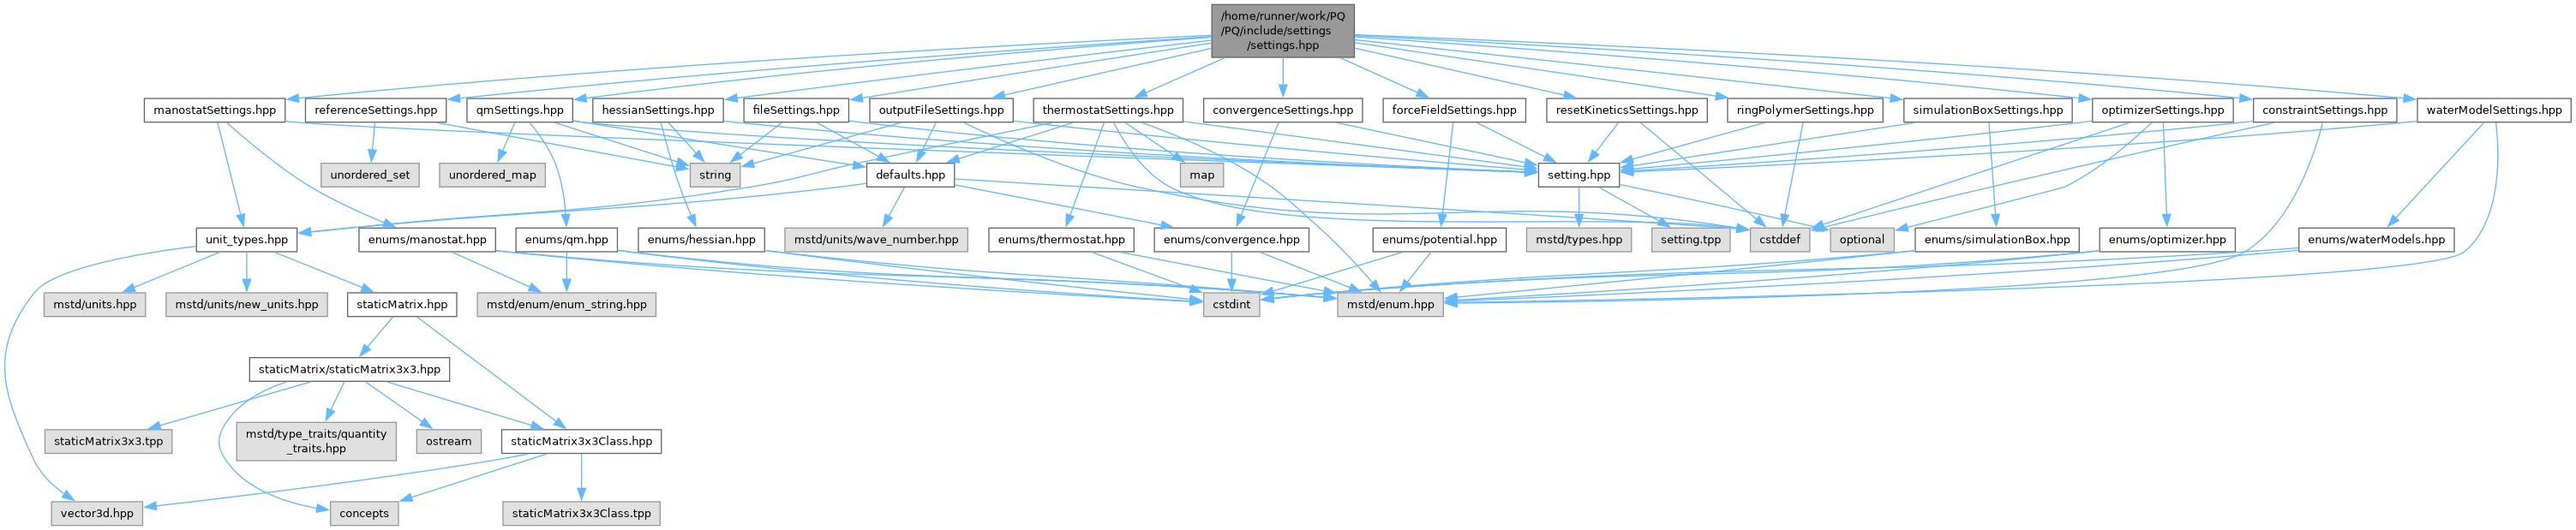 /home/runner/work/PQ
/PQ/include/settings
/settings.hpp
manostatSettings.hpp
referenceSettings.hpp
qmSettings.hpp
hessianSettings.hpp
fileSettings.hpp
outputFileSettings.hpp
thermostatSettings.hpp
convergenceSettings.hpp
forceFieldSettings.hpp
resetKineticsSettings.hpp
ringPolymerSettings.hpp
simulationBoxSettings.hpp
optimizerSettings.hpp
constraintSettings.hpp
waterModelSettings.hpp
unordered_set
unordered_map
string
defaults.hpp
map
setting.hpp
unit_types.hpp
enums/manostat.hpp
enums/qm.hpp
enums/hessian.hpp
mstd/units/wave_number.hpp
enums/thermostat.hpp
enums/convergence.hpp
enums/potential.hpp
mstd/types.hpp
setting.tpp
cstddef
optional
enums/simulationBox.hpp
enums/optimizer.hpp
enums/waterModels.hpp
mstd/units.hpp
mstd/units/new_units.hpp
staticMatrix.hpp
mstd/enum/enum_string.hpp
cstdint
mstd/enum.hpp
staticMatrix/staticMatrix3x3.hpp
staticMatrix3x3.tpp
mstd/type_traits/quantity
_traits.hpp
ostream
staticMatrix3x3Class.hpp
vector3d.hpp
concepts
staticMatrix3x3Class.tpp